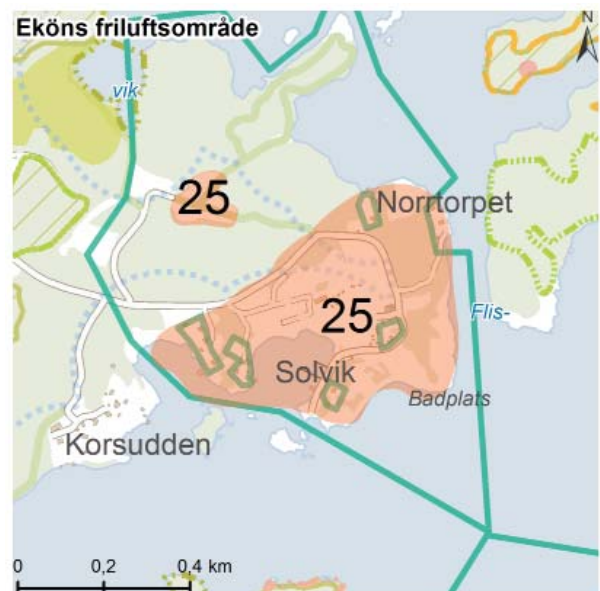 Eköns friluftsområde
N
vik
25
Norrtorpet
25
Flis-
Solvik
Badplats
Korsudden
0 0,2 0,4 km